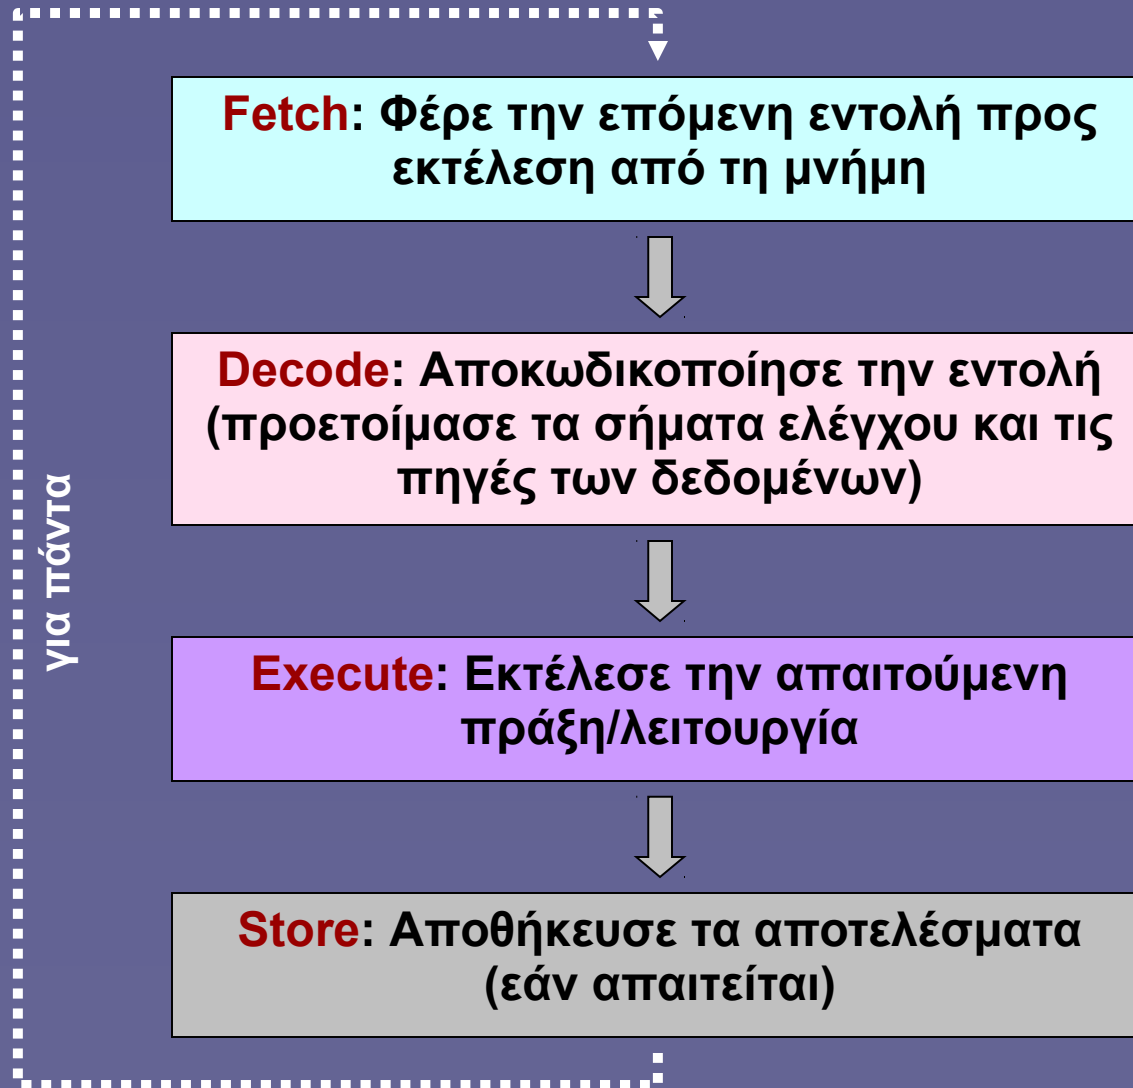 Fetch: Φέρε την επόμενη εντολή προς
εκτέλεση από τη μνήμη
Decode: Αποκωδικοποίησε την εντολή
(προετοίμασε τα σήματα ελέγχου και τις
πηγές των δεδομένων)
για πάντα
Execute: Εκτέλεσε την απαιτούμενη
πράξη/λειτουργία
Store: Αποθήκευσε τα αποτελέσματα
(εάν απαιτείται)